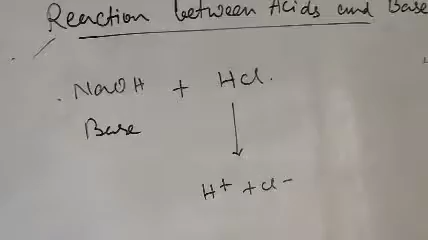 Reaction between Acids and Base
NaOH + HCl.
Base
H+ + Cl-